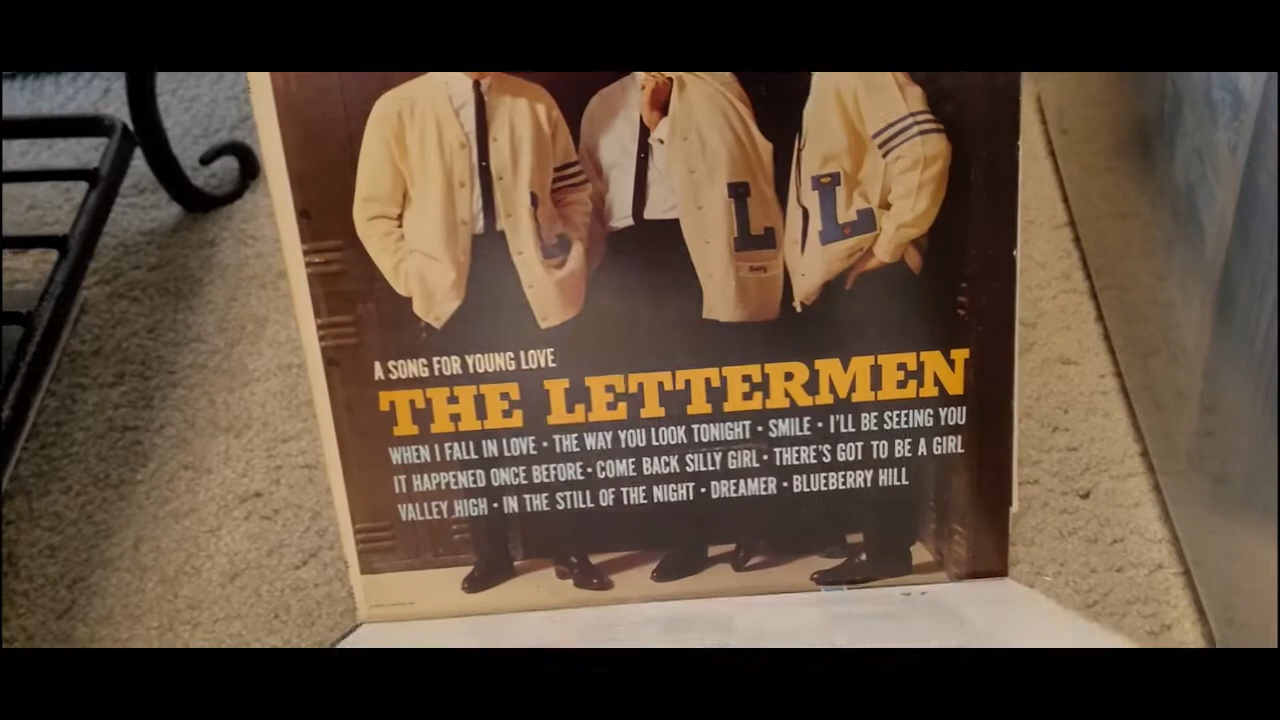 L
L
L
A SONG FOR YOUNG LOVE
THE LETTERMEN
WHEN I FALL IN LOVE • THE WAY YOU LOOK TONIGHT • SMILE • I'LL BE SEEING YOU
IT HAPPENED ONCE BEFORE • COME BACK SILLY GIRL • THERE'S GOT TO BE A GIRL
VALLEY HIGH • IN THE STILL OF THE NIGHT • DREAMER • BLUEBERRY HILL